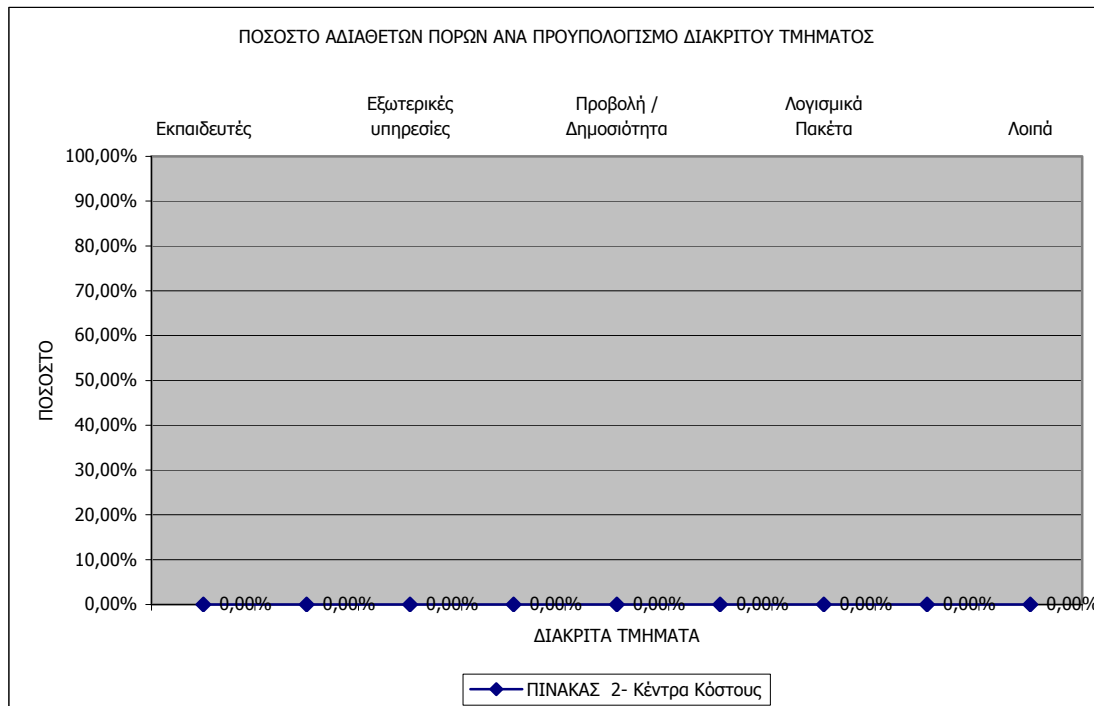 ΠΟΣΟΣΤΟ ΑΔΙΑΘΕΤΩΝ ΠΟΡΩΝ ΑΝΑ ΠΡΟΥΠΟΛΟΓΙΣΜΟ ΔΙΑΚΡΙΤΟΥ ΤΜΗΜΑΤΟΣ
Εκπαιδευτές
Εξωτερικές
υπηρεσίες
Προβολή /
Δημοσιότητα
Λογισμικά
Πακέτα
Λοιπά
100,00%
90,00%
80,00%
70,00%
60,00%
50,00%
40,00%
30,00%
20,00%
10,00%
0,00%
ΠΟΣΟΣΤΟ
0,00% 0,00% 0,00% 0,00% 0,00% 0,00% 0,00% 0,00% 0,00%
ΔΙΑΚΡΙΤΑ ΤΜΗΜΑΤΑ
ΠΙΝΑΚΑΣ 2- Κέντρα Κόστους